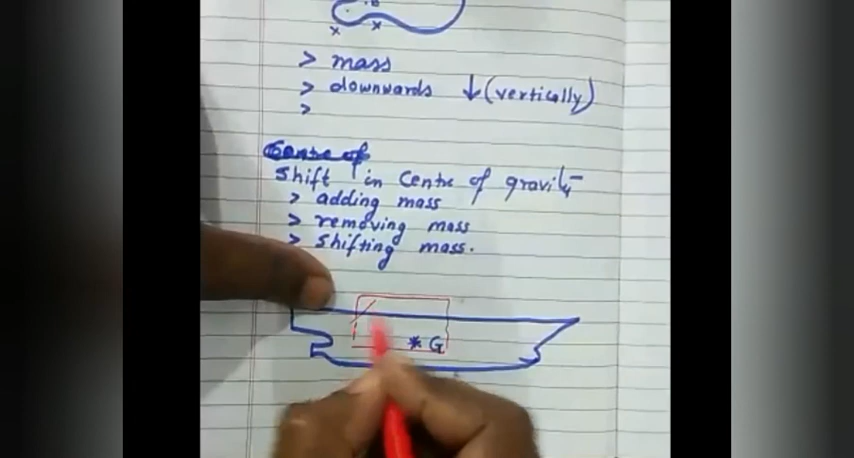 B
x x
> mass
> downwards ↓ (vertically)
>
Centre of
Shift in Centre of gravity
> adding mass
> removing mass
> Shifting mass.
* G